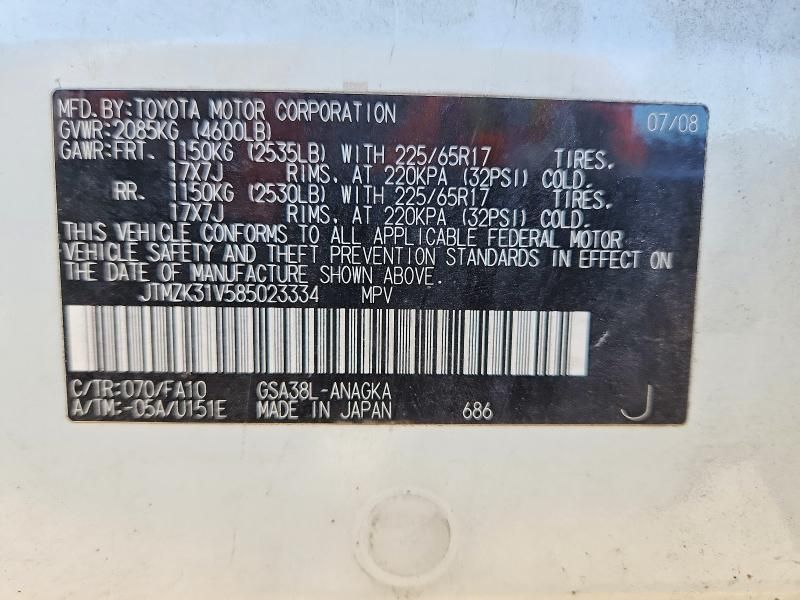 MFD.BY:TOYOTA MOTOR CORPORATION 07/08
GVWR:2085KG (4600LB)
GAWR:FRT. 1150KG (2535LB) WITH 225/65R17 TIRES.
17X7J RIMS. AT 220KPA (32PSI) COLD.
RR. 1150KG (2530LB) WITH 225/65R17 TIRES.
17X7J RIMS. AT 220KPA (32PSI) COLD.
THIS VEHICLE CONFORMS TO ALL APPLICABLE FEDERAL MOTOR
VEHICLE SAFETY AND THEFT PREVENTION STANDARDS IN EFFECT ON
THE DATE OF MANUFACTURE SHOWN ABOVE.
JTMZK31V585023334 MPV
C/TR:070/FA10 GSA38L-ANAGKA
A/TM:-05A/U151E MADE IN JAPAN 686 J